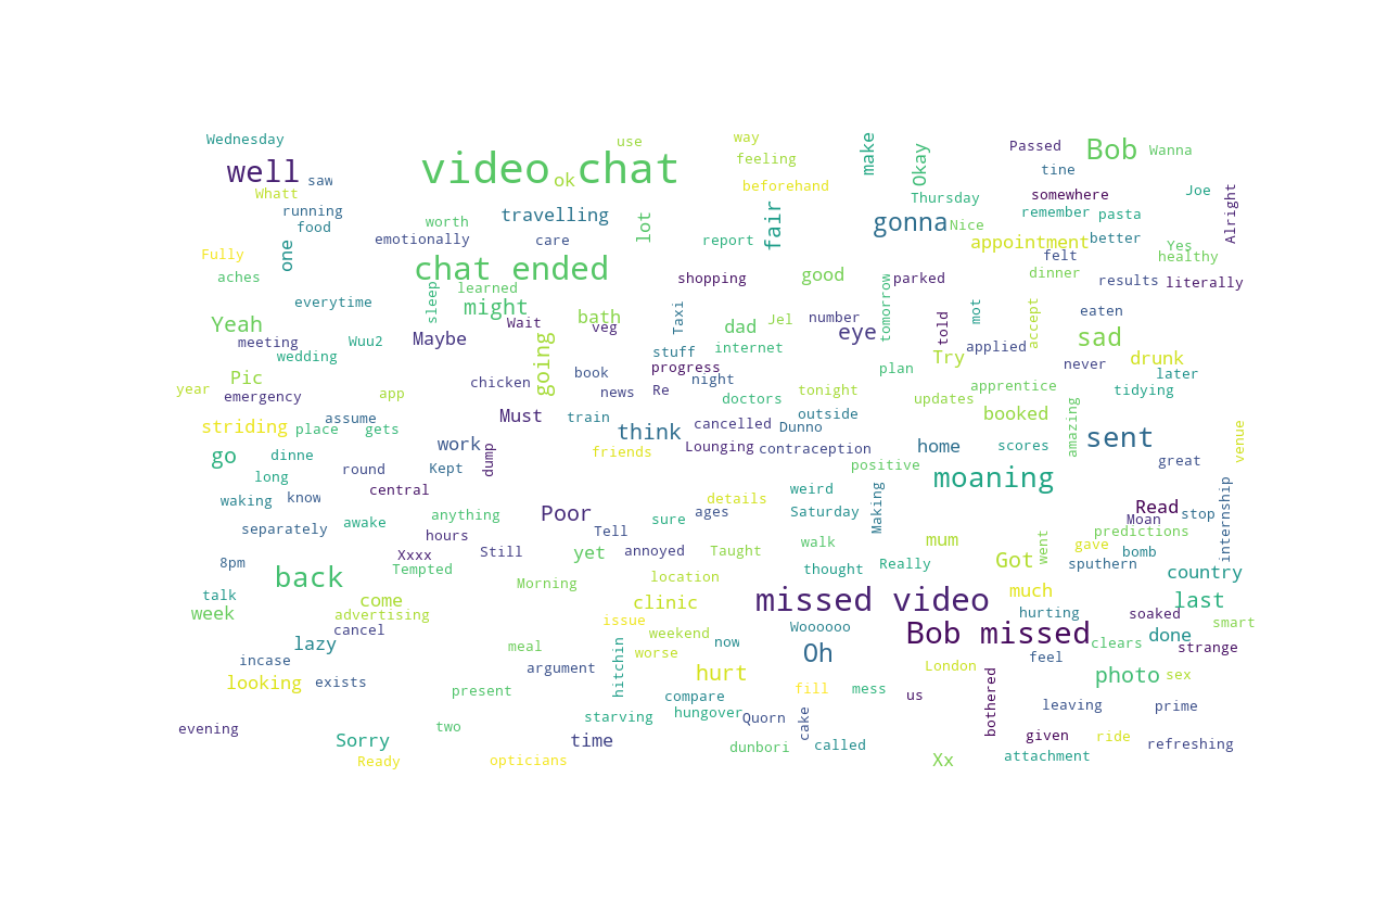 Wednesday
use
way
make
Passed
Bob
Wanna
well
saw
video chat
ok
feeling
Okay
tine
Whatt
beforehand
Thursday
somewhere
Joe
Alright
running
food
worth
travelling
lot
fair
gonna
Nice
remember
pasta
one
emotionally
care
report
appointment
better
Yes
Fully
felt
healthy
aches
chat ended
shopping
good
parked
dinner
results
literally
learned
sleep
everytime
might
bath
Taxi
number
tomorrow
told
mot
accept
eaten
Yeah
Wait
veg
dad
Jel
eye
sad
meeting
Wuu2
Maybe
going
stuff
internet
Try
applied
drunk
wedding
progress
plan
never
later
year
Pic
emergency
app
chicken
book
news
Re
night
tonight
apprentice
tidying
doctors
updates
assume
Must
train
outside
booked
amazing
striding
place
gets
think
cancelled
Dunno
sent
venue
go
dinne
work
dump
friends
Lounging
contraception
home
scores
long
round
Kept
positive
great
central
moaning
waking
know
details
weird
Making
Read
stop
internship
separately
awake
anything
Poor
sure
ages
Saturday
Moan
predictions
hours
Tell
walk
mum
went
gave
bomb
8pm
Xxxx
Still
yet
annoyed
Taught
thought
Really
Got
sputhern
back
Tempted
Morning
location
country
talk
come
clinic
missed video
much
last
week
advertising
issue
hurting
soaked
smart
cancel
weekend
Woooooo
Bob missed
done
lazy
meal
now
Oh
clears
strange
incase
argument
hitchin
worse
feel
looking
exists
hurt
London
photo
sex
present
compare
fill
mess
us
bothered
leaving
prime
evening
two
starving
hungover
Quorn
cake
given
ride
refreshing
Sorry
time
dunbori
called
attachment
Ready
opticians
Xx